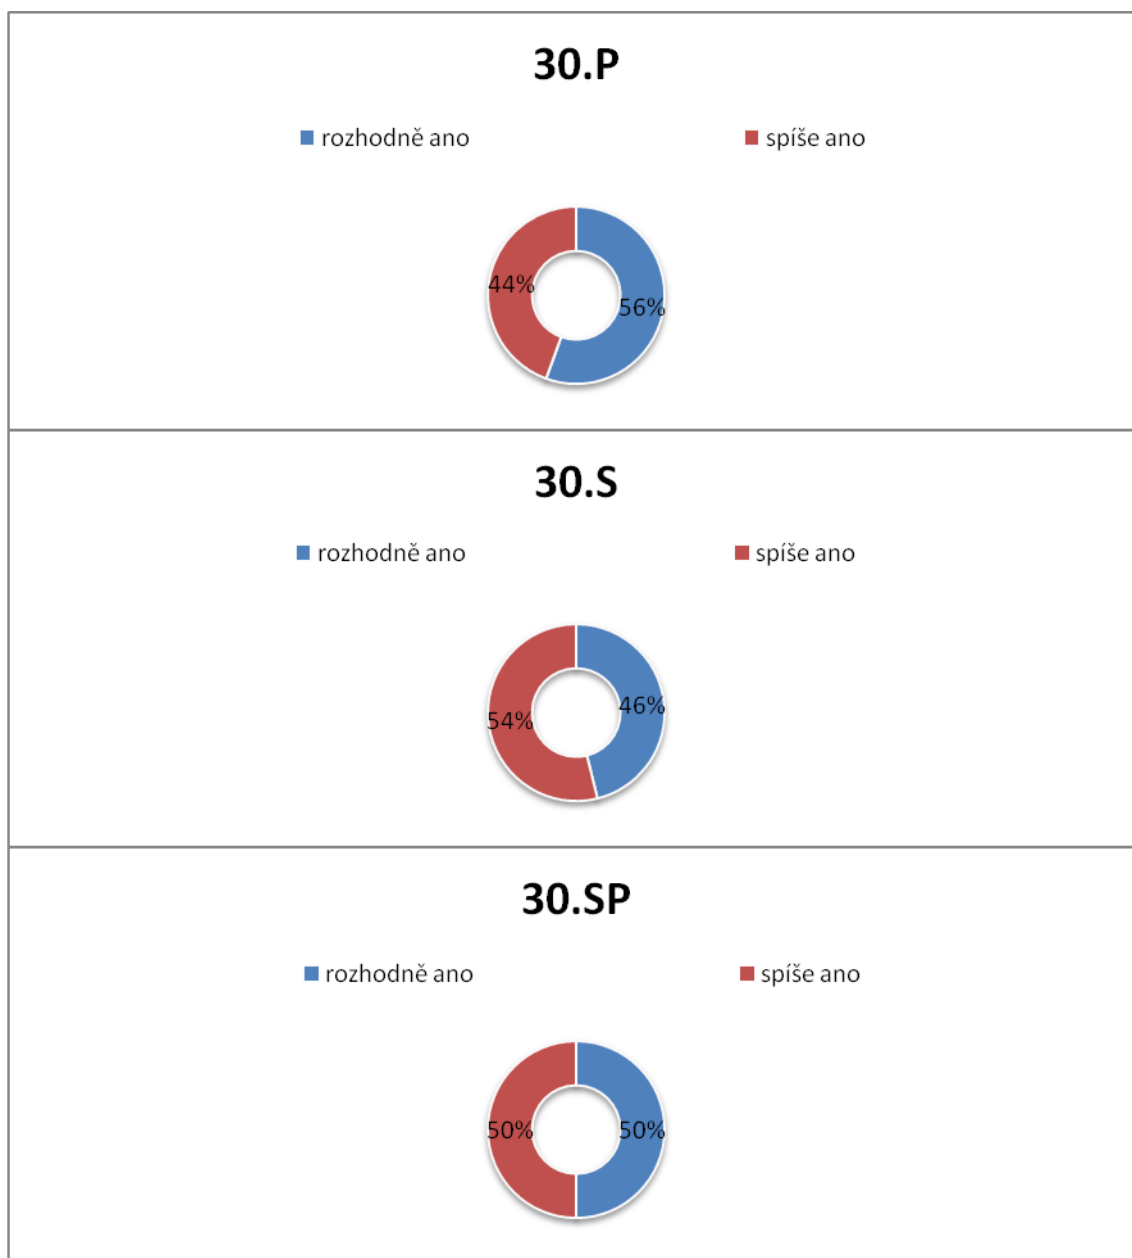 30.P
rozhodně ano spíše ano
44%
56%
30.S
rozhodně ano spíše ano
46%
54%
30.SP
rozhodně ano spíše ano
50% 50%